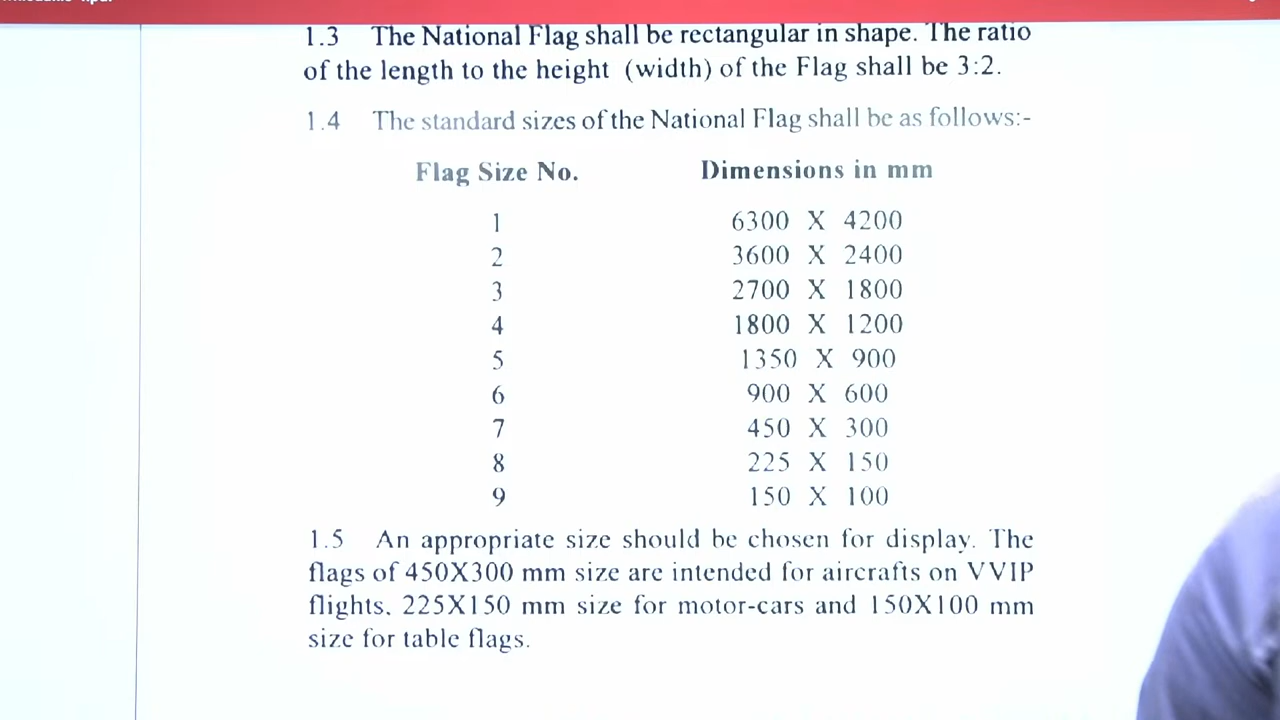 1.3 The National Flag shall be rectangular in shape. The ratio
of the length to the height (width) of the Flag shall be 3:2.
1.4 The standard sizes of the National Flag shall be as follows:-
Flag Size No. Dimensions in mm
1 6300 X 4200
2 3600 X 2400
3 2700 X 1800
4 1800 X 1200
5 1350 X 900
6 900 X 600
7 450 X 300
8 225 X 150
9 150 X 100
1.5 An appropriate size should be chosen for display. The
flags of 450X300 mm size are intended for aircrafts on VVIP
flights, 225X150 mm size for motor-cars and 150X100 mm
size for table flags.